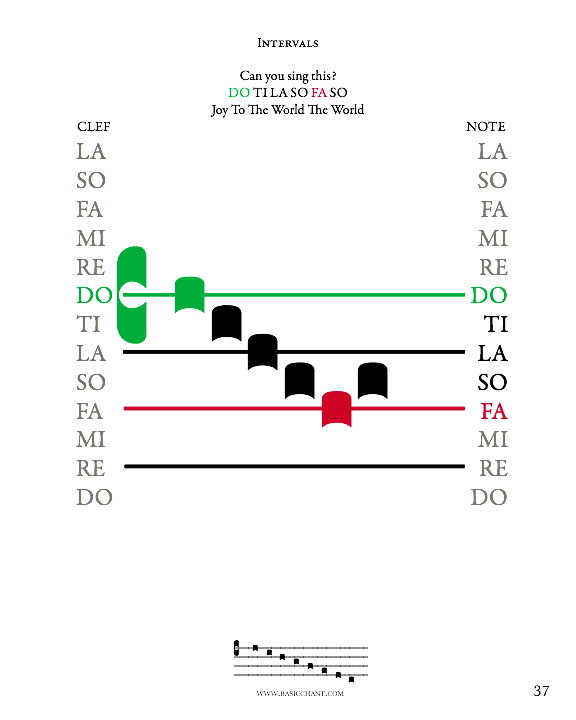 Intervals
Can you sing this?
DO TI LA SO FA SO
Joy To The World The World
CLEF NOTE
LA LA
SO SO
FA FA
MI MI
RE RE
DO DO
TI TI
LA LA
SO SO
FA FA
MI MI
RE RE
DO DO
www.basicchant.com
37